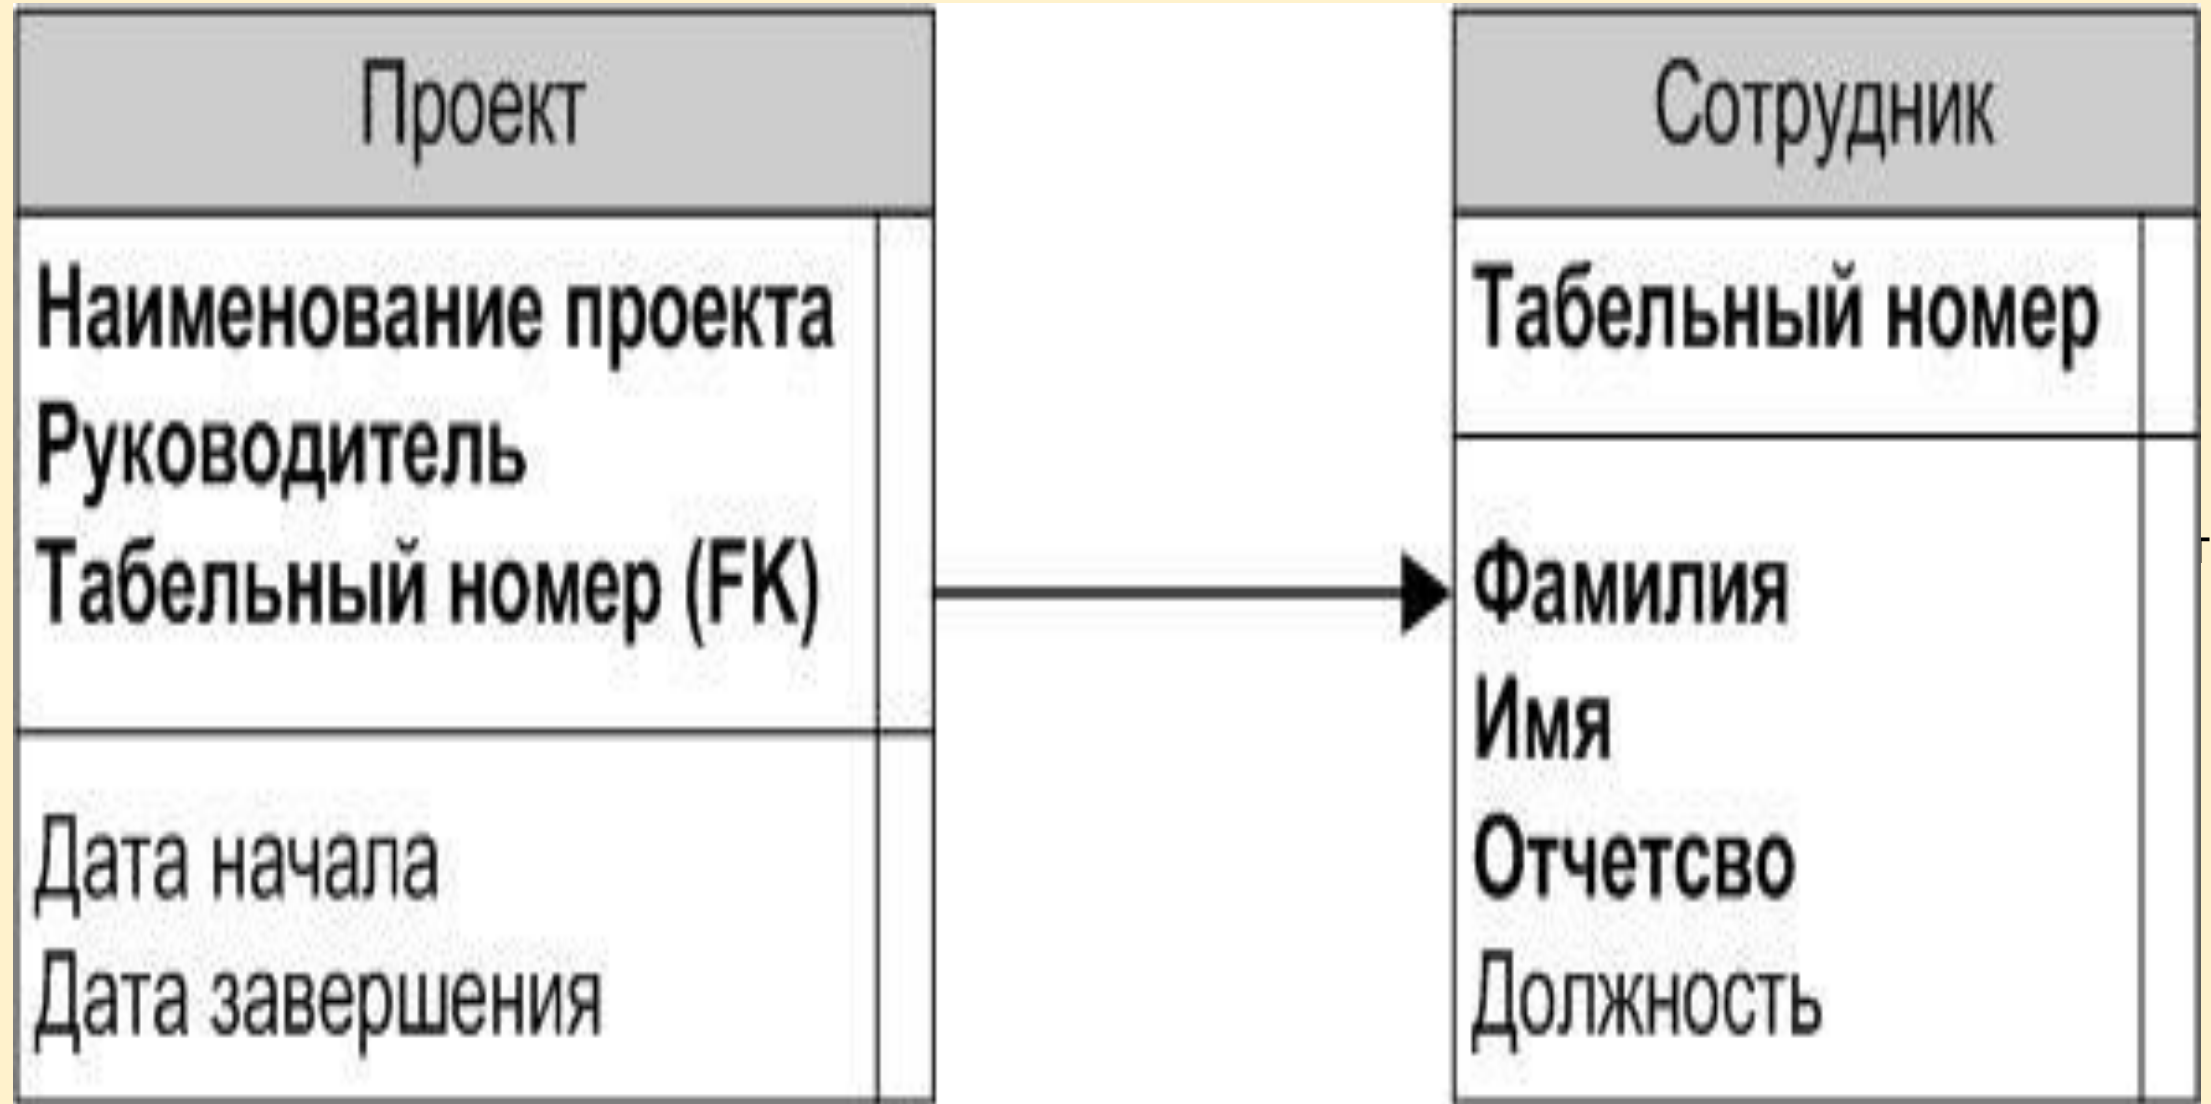 Проект
Наименование проекта
Руководитель
Табельный номер (FK)
Дата начала
Дата завершения
Сотрудник
Табельный номер
Фамилия
Имя
Отчетсво
Должность